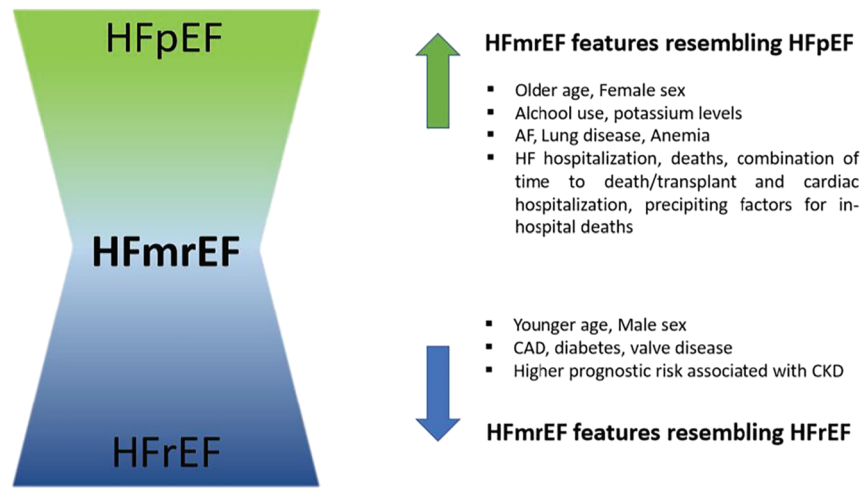 HFpEF
HFmrEF
HFrEF
HFmrEF features resembling HFpEF
▪ Older age, Female sex
▪ Alchool use, potassium levels
▪ AF, Lung disease, Anemia
▪ HF hospitalization, deaths, combination of
time to death/transplant and cardiac
hospitalization, precipiting factors for in-
hospital deaths
▪ Younger age, Male sex
▪ CAD, diabetes, valve disease
▪ Higher prognostic risk associated with CKD
HFmrEF features resembling HFrEF